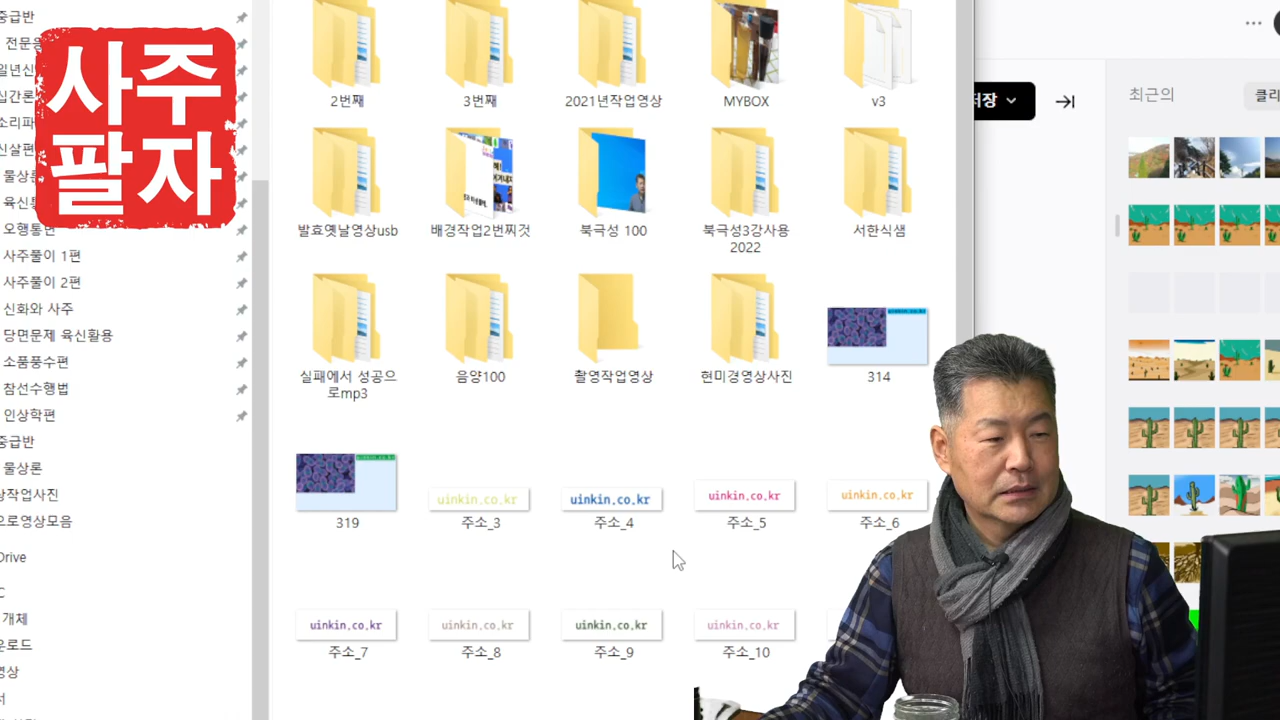 중급반
전문
일년신
십간론
소리파
신살편
물상론
육신통
오행통변
사주풀이 1편
사주풀이 2편
신화와 사주
당면문제 육신활용
소품풍수편
참선수행법
인상학편
중급반
물상론
상작업사진
으로영상모음
Drive
C
개체
운로드
영상
서
사주
팔자
2번째
3번째
2021년작업영상
MYBOX
v3
발효옛날영상usb
배경작업2번찌것
북극성 100
북극성3강사용
2022
서한식샘
실패에서 성공으
로mp3
음양100
촬영작업영상
현미경영상사진
314
319
uinkin.co.kr
주소_3
uinkin.co.kr
주소_4
uinkin.co.kr
주소_5
uinkin.co.kr
주소_6
uinkin.co.kr
주소_7
uinkin.co.kr
주소_8
uinkin.co.kr
주소_9
uinkin.co.kr
주소_10
저장
최근의
클리